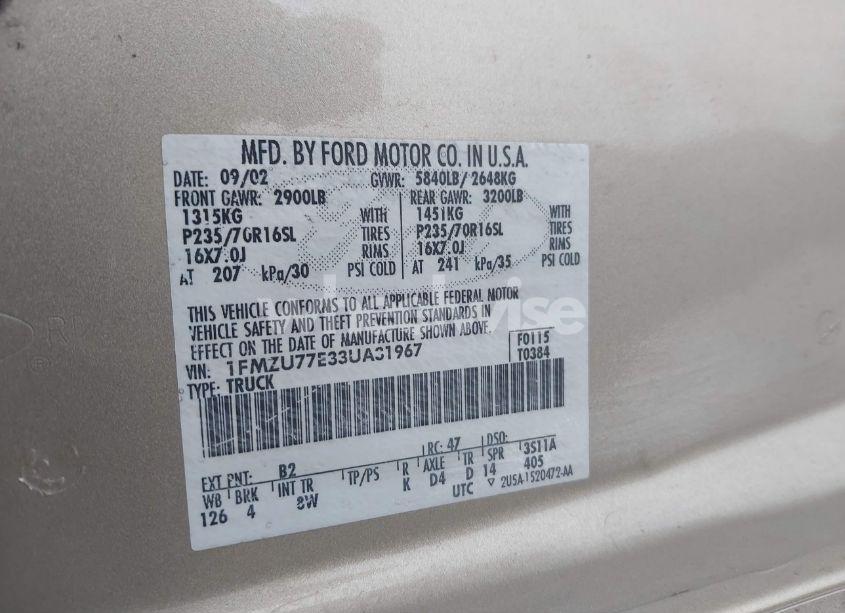 MFD. BY FORD MOTOR CO. IN U.S.A.
DATE: 09/02 GVWR: 5840LB/ 2648KG
FRONT GAWR: 2900LB REAR GAWR: 3200LB
1315KG WITH 1451KG WITH
P235/70R16SL TIRES P235/70R16SL TIRES
16X7.0J RIMS 16X7.0J RIMS
AT 207 kPa/30 PSI COLD AT 241 kPa/35 PSI COLD
THIS VEHICLE CONFORMS TO ALL APPLICABLE FEDERAL MOTOR
VEHICLE SAFETY AND THEFT PREVENTION STANDARDS IN
EFFECT ON THE DATE OF MANUFACTURE SHOWN ABOVE.
VIN: 1FMZU77E33UA31967 F0115
TYPE: TRUCK T0384
EXT PNT: B2 RC: 47 DSO:
WB BRK INT TR TP/PS R AXLE TR SPR 3S11A
126 4 8W K D4 D 14 405
UTC ▽ 2U5A-1520472-AA